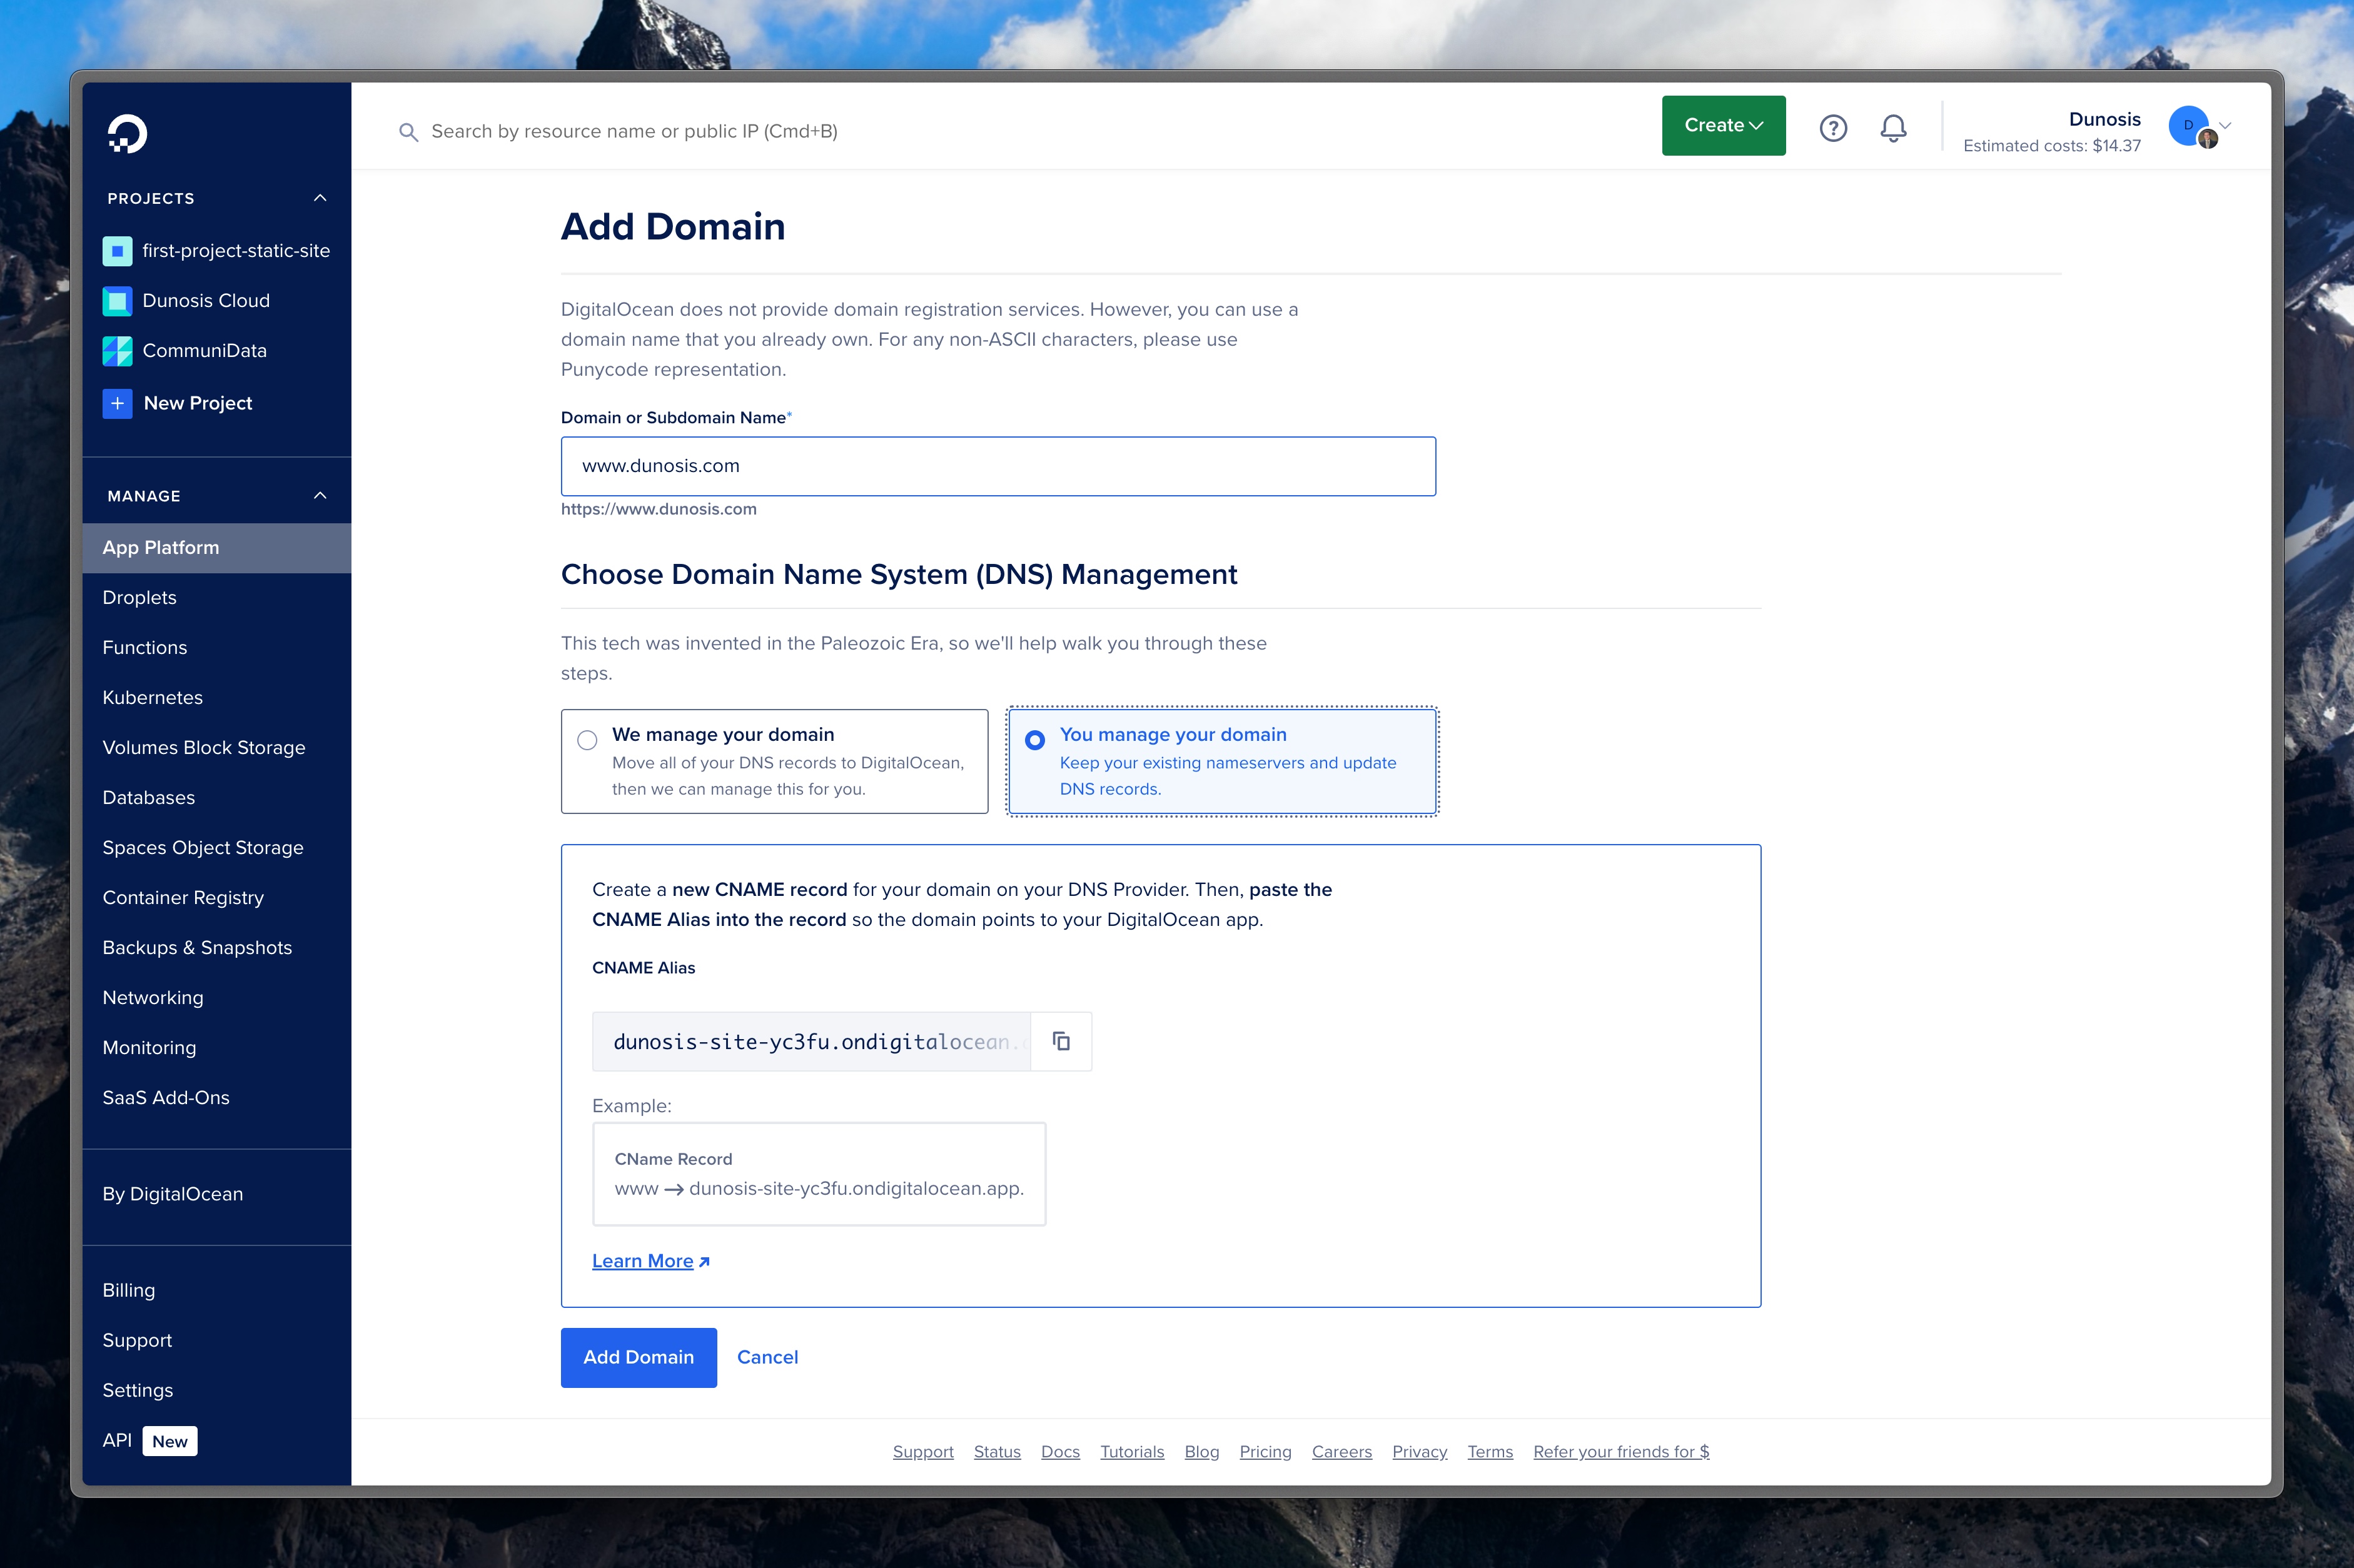 PROJECTS
first-project-static-site
Dunosis Cloud
CommuniData
New Project
MANAGE
App Platform
Droplets
Functions
Kubernetes
Volumes Block Storage
Databases
Spaces Object Storage
Container Registry
Backups & Snapshots
Networking
Monitoring
SaaS Add-Ons
By DigitalOcean
Billing
Support
Settings
API New
Search by resource name or public IP (Cmd+B)
Create
Dunosis
Estimated costs: $14.37
D
Add Domain
DigitalOcean does not provide domain registration services. However, you can use a
domain name that you already own. For any non-ASCII characters, please use
Punycode representation.
Domain or Subdomain Name*
www.dunosis.com
https://www.dunosis.com
Choose Domain Name System (DNS) Management
This tech was invented in the Paleozoic Era, so we'll help walk you through these
steps.
We manage your domain
Move all of your DNS records to DigitalOcean,
then we can manage this for you.
You manage your domain
Keep your existing nameservers and update
DNS records.
Create a new CNAME record for your domain on your DNS Provider. Then, paste the
CNAME Alias into the record so the domain points to your DigitalOcean app.
CNAME Alias
dunosis-site-yc3fu.ondigitalocean.
Example:
CName Record
www → dunosis-site-yc3fu.ondigitalocean.app.
Learn More
Add Domain
Cancel
Support Status Docs Tutorials Blog Pricing Careers Privacy Terms Refer your friends for $